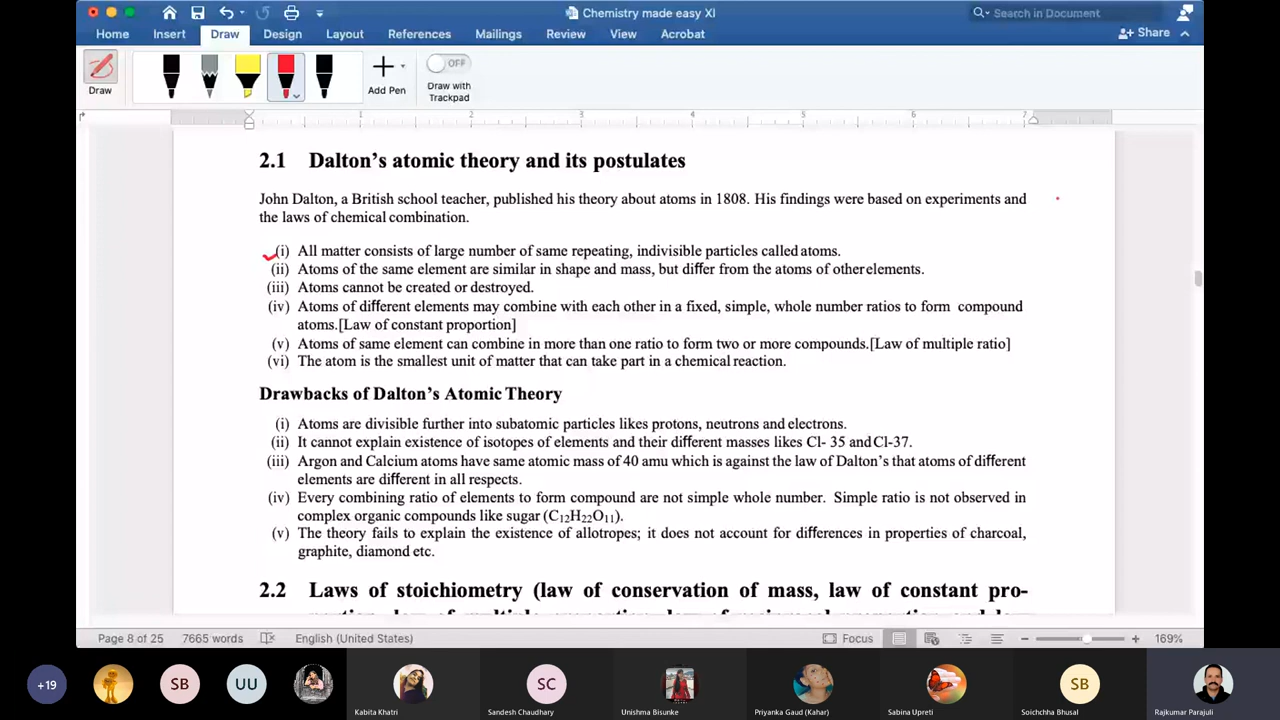 Chemistry made easy XI
Search in Document
Home Insert Draw Design Layout References Mailings Review View Acrobat
Share
OFF
Draw
Add Pen
Draw with
Trackpad
1 2 3 4 5 6 7
2.1 Dalton's atomic theory and its postulates
John Dalton, a British school teacher, published his theory about atoms in 1808. His findings were based on experiments and
the laws of chemical combination.
(i) All matter consists of large number of same repeating, indivisible particles called atoms.
(ii) Atoms of the same element are similar in shape and mass, but differ from the atoms of other elements.
(iii) Atoms cannot be created or destroyed.
(iv) Atoms of different elements may combine with each other in a fixed, simple, whole number ratios to form compound
atoms.[Law of constant proportion]
(v) Atoms of same element can combine in more than one ratio to form two or more compounds.[Law of multiple ratio]
(vi) The atom is the smallest unit of matter that can take part in a chemical reaction.
Drawbacks of Dalton's Atomic Theory
(i) Atoms are divisible further into subatomic particles likes protons, neutrons and electrons.
(ii) It cannot explain existence of isotopes of elements and their different masses likes Cl- 35 and Cl-37.
(iii) Argon and Calcium atoms have same atomic mass of 40 amu which is against the law of Dalton's that atoms of different
elements are different in all respects.
(iv) Every combining ratio of elements to form compound are not simple whole number. Simple ratio is not observed in
complex organic compounds like sugar (C12H22O11).
(v) The theory fails to explain the existence of allotropes; it does not account for differences in properties of charcoal,
graphite, diamond etc.
2.2 Laws of stoichiometry (law of conservation of mass, law of constant pro-
Page 8 of 25 7665 words English (United States) Focus 169%
+19 SB UU SC SB
Kabita Khatri Sandesh Chaudhary Unishma Bisunke Priyanka Gaud (Kahar) Sabina Upreti Soichchha Bhusal Rajkumar Parajuli